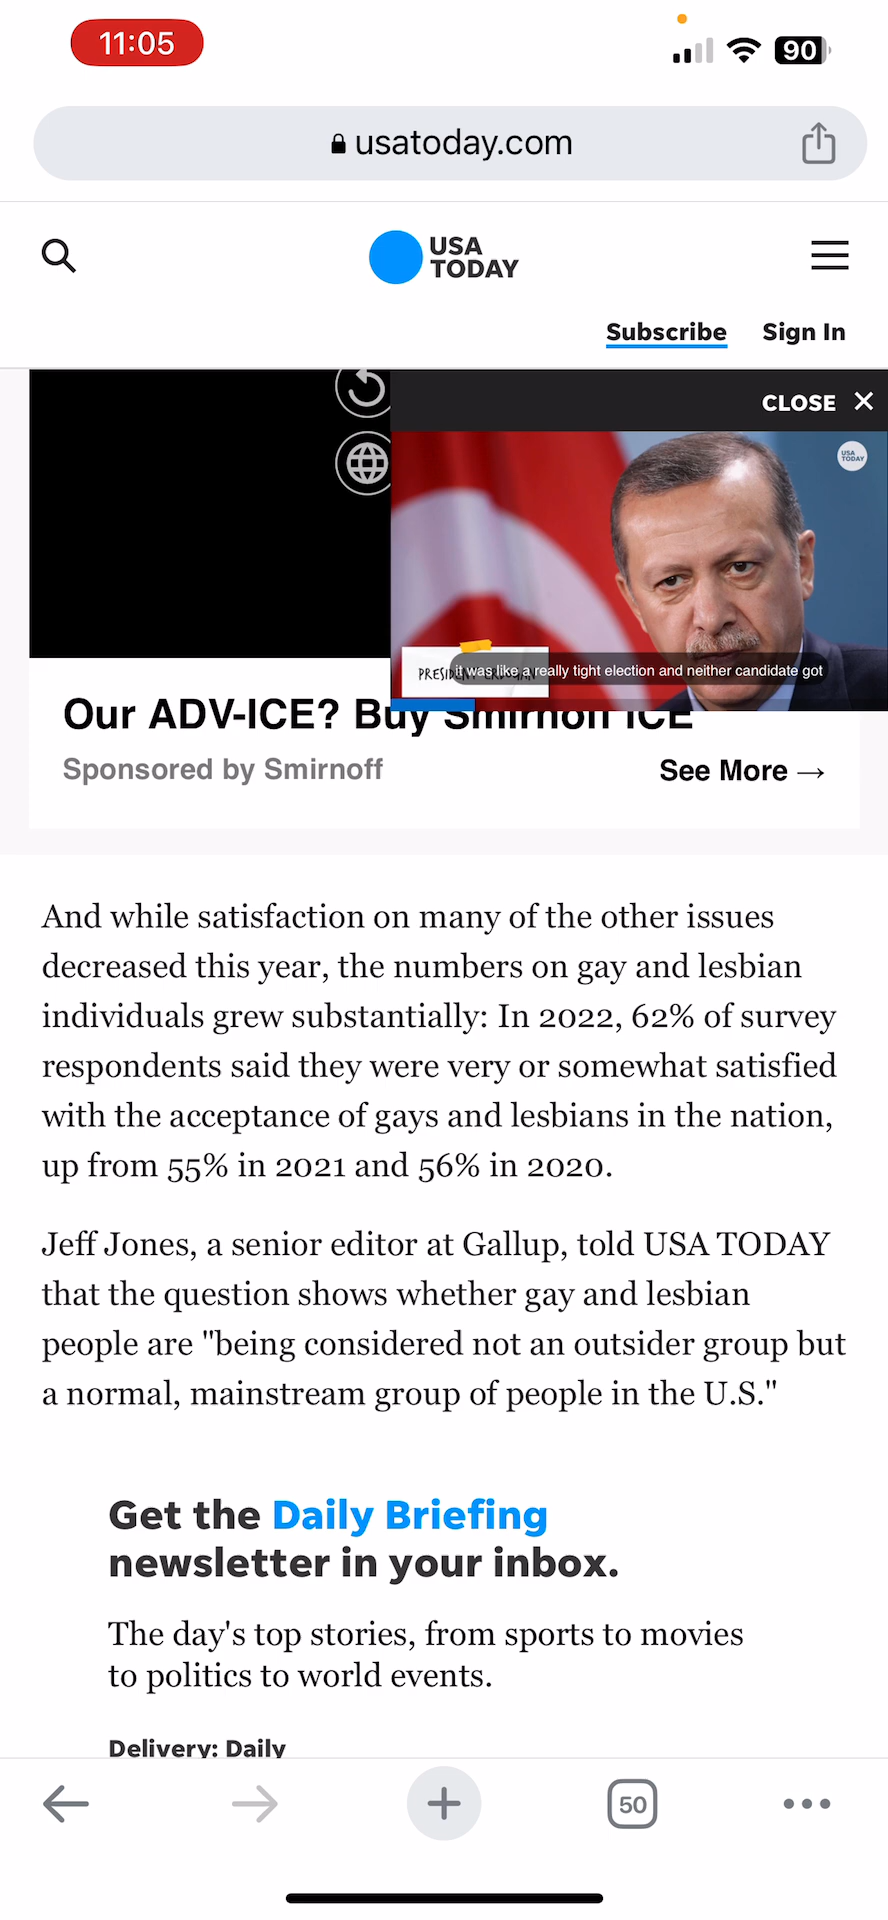 11:05
90
usatoday.com
USA
TODAY
Subscribe Sign In
CLOSE
USA
TODAY
it was like a really tight election and neither candidate got
Our ADV-ICE? Buy Smirnoff ICE
Sponsored by Smirnoff
See More →
And while satisfaction on many of the other issues
decreased this year, the numbers on gay and lesbian
individuals grew substantially: In 2022, 62% of survey
respondents said they were very or somewhat satisfied
with the acceptance of gays and lesbians in the nation,
up from 55% in 2021 and 56% in 2020.
Jeff Jones, a senior editor at Gallup, told USA TODAY
that the question shows whether gay and lesbian
people are "being considered not an outsider group but
a normal, mainstream group of people in the U.S."
Get the Daily Briefing
newsletter in your inbox.
The day's top stories, from sports to movies
to politics to world events.
Delivery: Daily
50